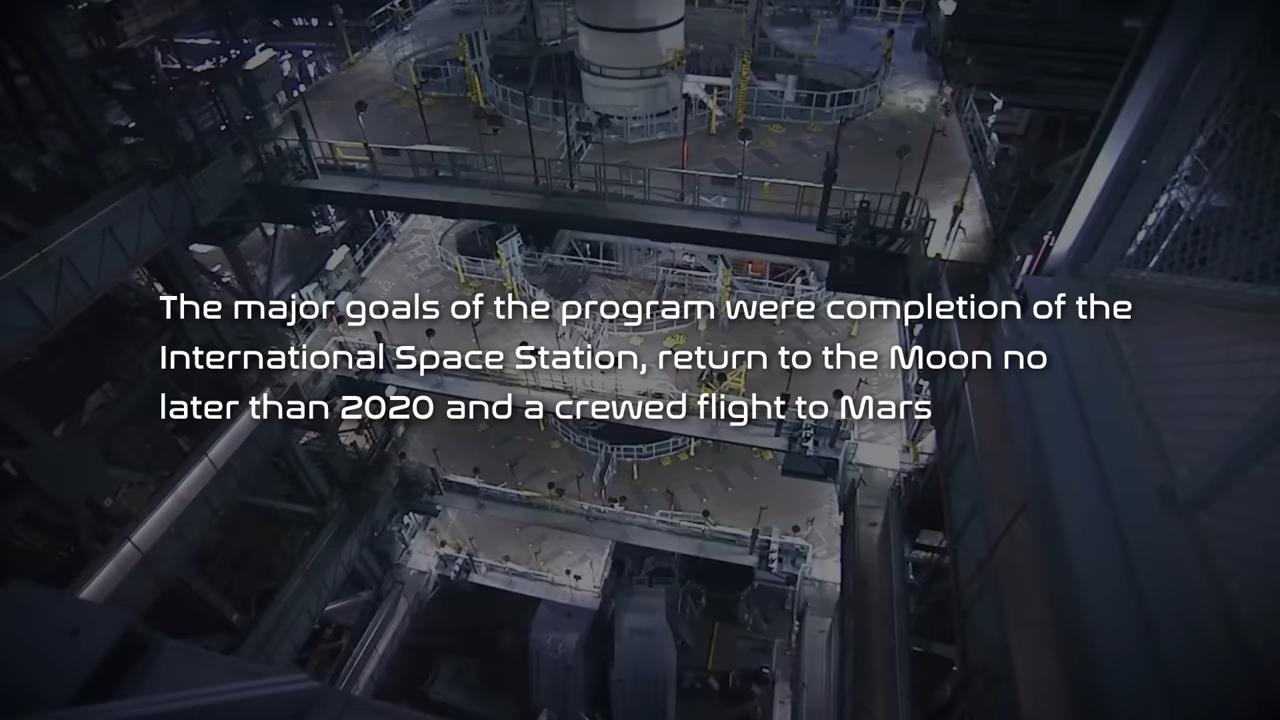 The major goals of the program were completion of the
International Space Station, return to the Moon no
later than 2020 and a crewed flight to Mars